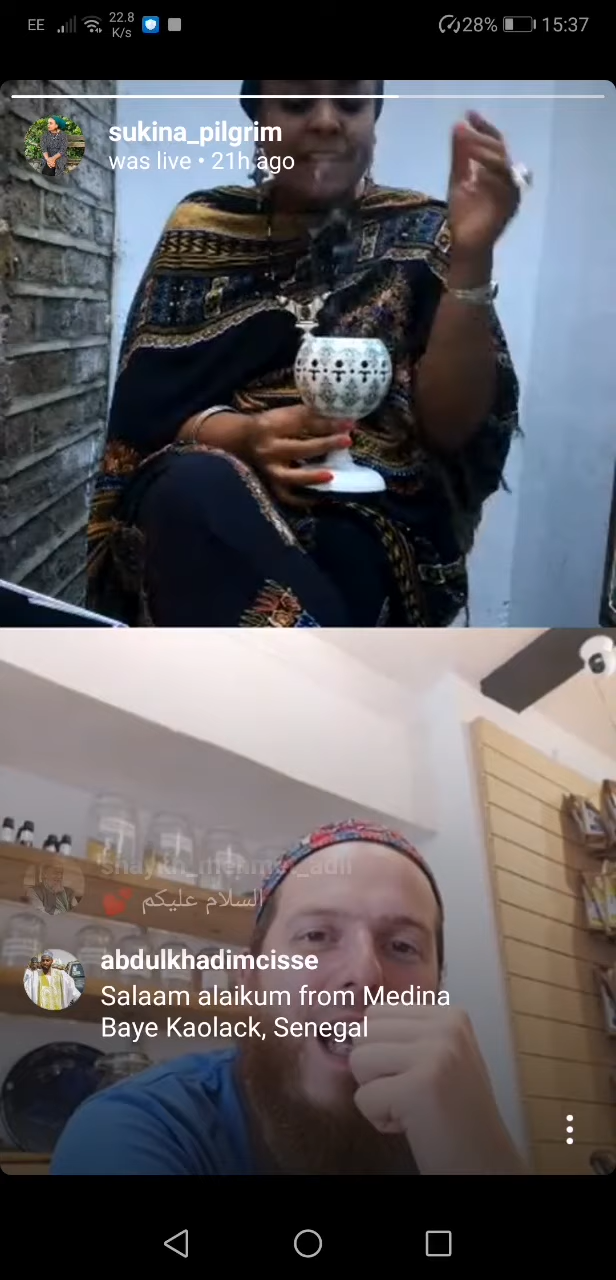 EE
22.8
K/s
28%
15:37
sukina_pilgrim
was live • 21h ago
shaykh_mehmet_adil
💕 السلام عليكم
abdulkhadimcisse
Salaam alaikum from Medina
Baye Kaolack, Senegal